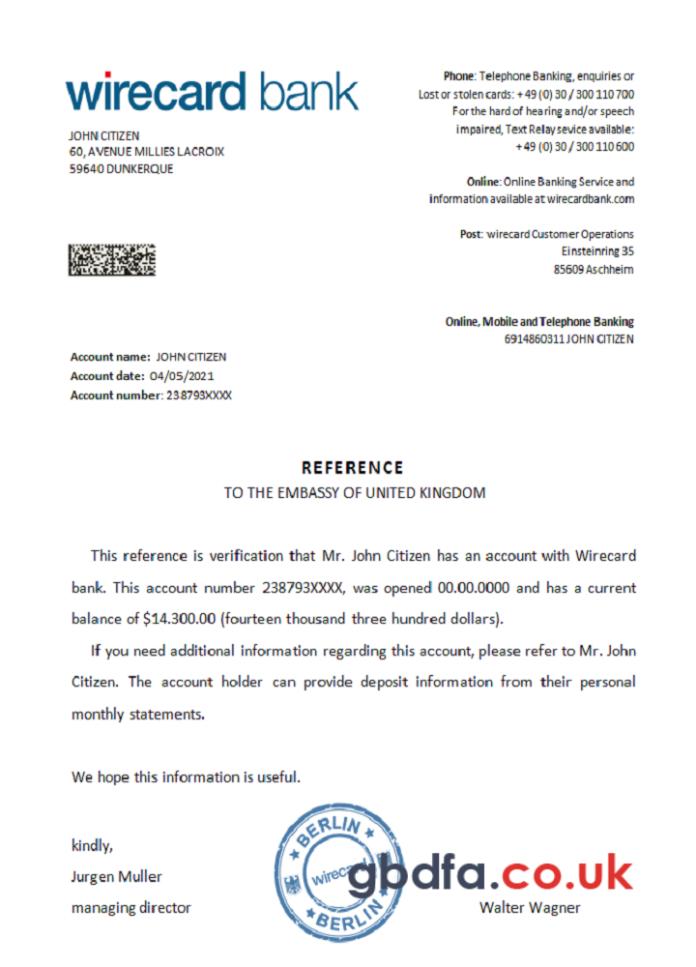 wirecard bank
JOHN CITIZEN
60, AVENUE MILLIES LACROIX
59640 DUNKERQUE
Phone: Telephone Banking, enquiries or
Lost or stolen cards: +49 (0) 30 / 300 110 700
For the hard of hearing and/or speech
impaired, Text Relay sevice available:
+49 (0) 30 / 300 110 600
Online: Online Banking Service and
information available at wirecardbank.com
Post: wirecard Customer Operations
Einsteinring 35
85609 Aschheim
Online, Mobile and Telephone Banking
6914860311 JOHN CITIZEN
Account name: JOHN CITIZEN
Account date: 04/05/2021
Account number: 238793XXXX
REFERENCE
TO THE EMBASSY OF UNITED KINGDOM
This reference is verification that Mr. John Citizen has an account with Wirecard
bank. This account number 238793XXXX, was opened 00.00.0000 and has a current
balance of $14.300.00 (fourteen thousand three hundred dollars).
If you need additional information regarding this account, please refer to Mr. John
Citizen. The account holder can provide deposit information from their personal
monthly statements.
We hope this information is useful.
kindly,
Jurgen Muller
managing director
BERLIN
wirec
BERLIN
gbdfa.co.uk
Walter Wagner